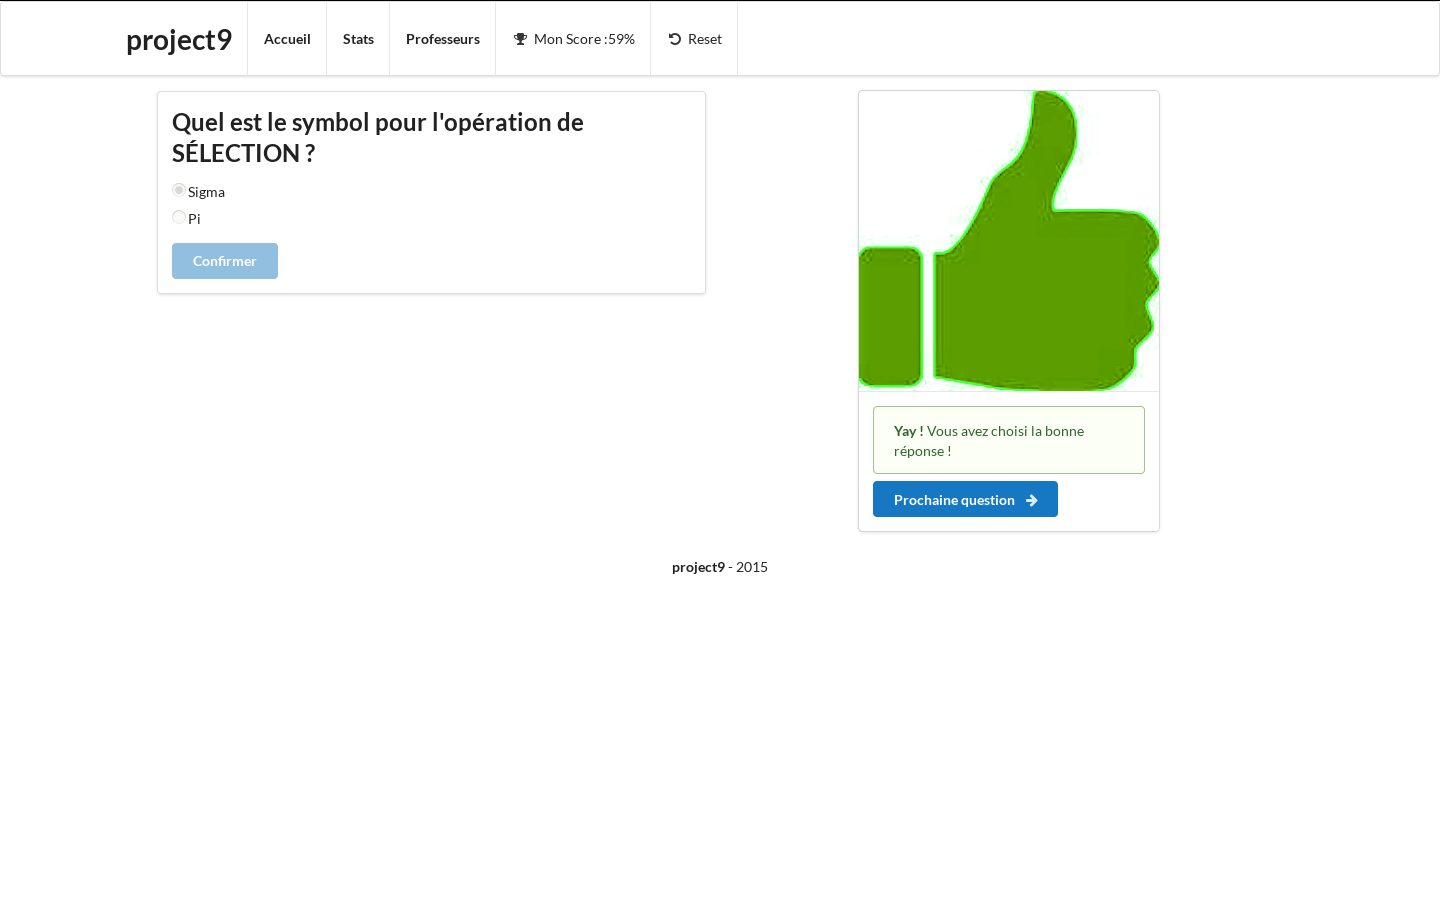 project9
Accueil
Stats
Professeurs
Mon Score :59%
Reset
Quel est le symbol pour l'opération de
SÉLECTION ?
Sigma
Pi
Confirmer
Yay ! Vous avez choisi la bonne
réponse !
Prochaine question
project9 - 2015